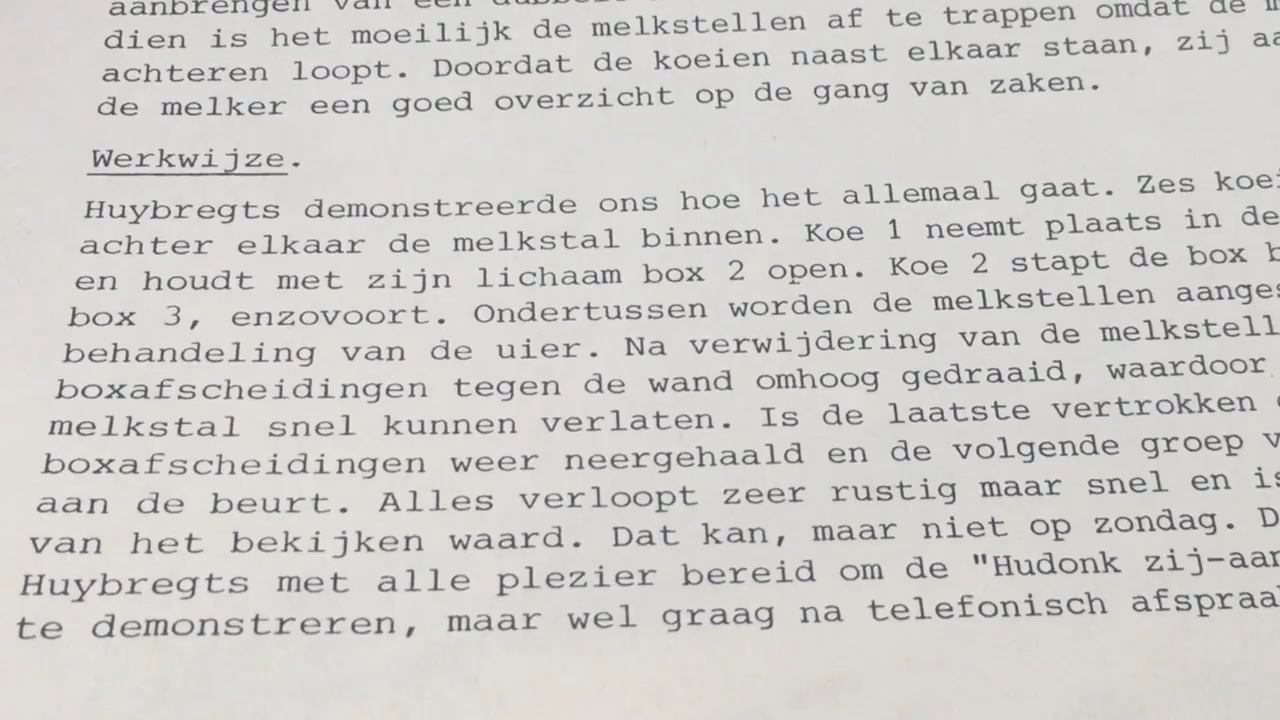 aanbrengen van een
dien is het moeilijk de melkstellen af te trappen omdat de
achteren loopt. Doordat de koeien naast elkaar staan, zij
de melker een goed overzicht op de gang van zaken.
Werkwijze.
Huybregts demonstreerde ons hoe het allemaal gaat. Zes
achter elkaar de melkstal binnen. Koe 1 neemt plaats in de
en houdt met zijn lichaam box 2 open. Koe 2 stapt de box
box 3, enzovoort. Ondertussen worden de melkstellen
behandeling van de uier. Na verwijdering van de
boxafscheidingen tegen de wand omhoog gedraaid, waardoor
melkstal snel kunnen verlaten. Is de laatste vertrokken
boxafscheidingen weer neergehaald en de volgende groep
aan de beurt. Alles verloopt zeer rustig maar snel en
van het bekijken waard. Dat kan, maar niet op zondag.
Huybregts met alle plezier bereid om de "Hudonk
te demonstreren, maar wel graag na telefonisch